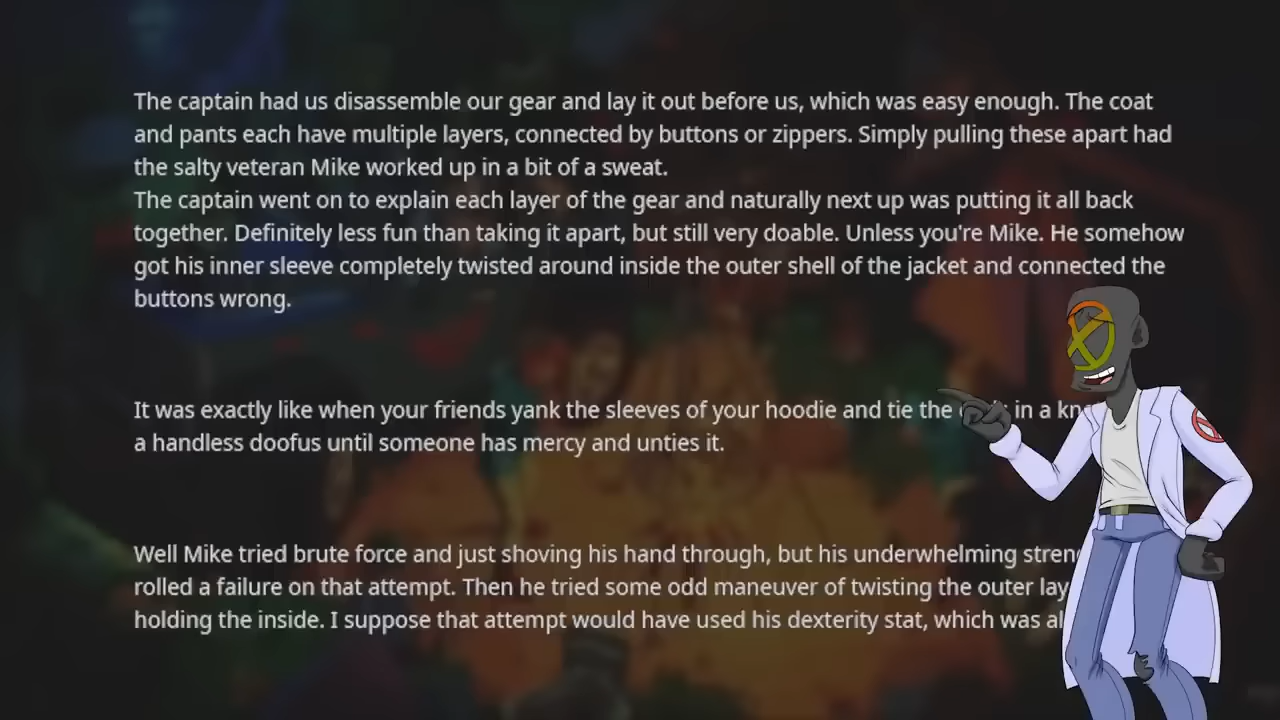 The captain had us disassemble our gear and lay it out before us, which was easy enough. The coat
and pants each have multiple layers, connected by buttons or zippers. Simply pulling these apart had
the salty veteran Mike worked up in a bit of a sweat.
The captain went on to explain each layer of the gear and naturally next up was putting it all back
together. Definitely less fun than taking it apart, but still very doable. Unless you're Mike. He somehow
got his inner sleeve completely twisted around inside the outer shell of the jacket and connected the
buttons wrong.
It was exactly like when your friends yank the sleeves of your hoodie and tie the in a
a handless doofus until someone has mercy and unties it.
Well Mike tried brute force and just shoving his hand through, but his underwhelming
rolled a failure on that attempt. Then he tried some odd maneuver of twisting the outer
holding the inside. I suppose that attempt would have used his dexterity stat, which was